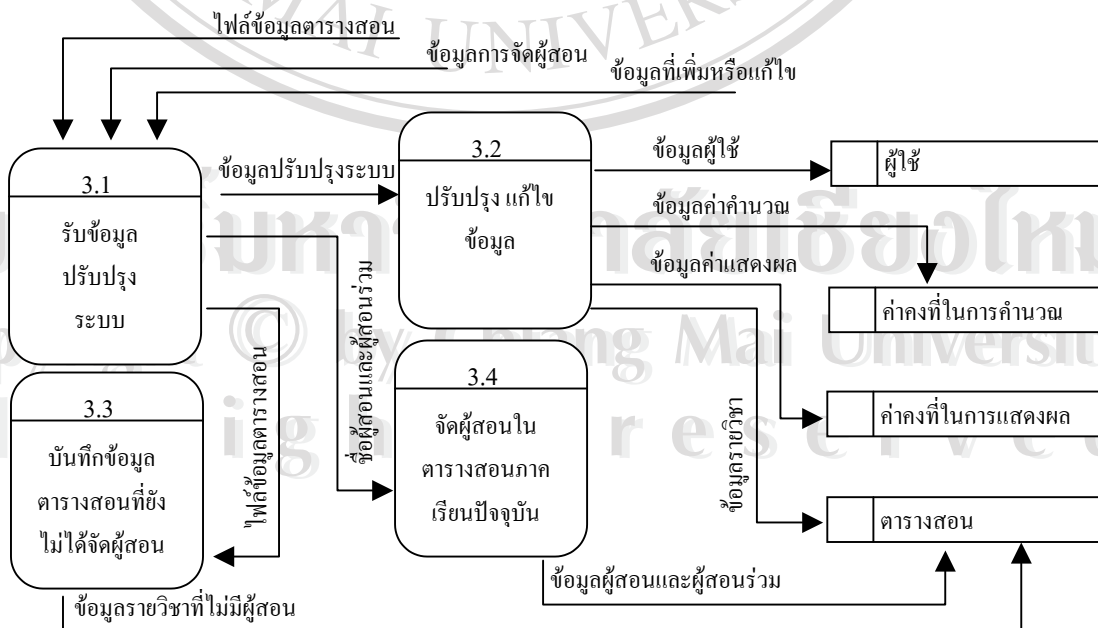 MAI UNIVERS
ไฟล์ข้อมูลตารางสอน
ข้อมูลการจัดผู้สอน
ข้อมูลที่เพิ่มหรือแก้ไข
3.1
รับข้อมูล
ปรับปรุง
ระบบ
ข้อมูลปรับปรุงระบบ
3.2
ปรับปรุง แก้ไข
ข้อมูล
ข้อมูลผู้ใช้
ผู้ใช้
ข้อมูลค่าคำนวณ
ค่าคงที่ในการคำนวณ
ข้อมูลค่าแสดงผล
ค่าคงที่ในการแสดงผล
ข้อมูลรายวิชา
ตารางสอน
ชื่อผู้สอนและผู้สอนร่วม
ไฟล์ข้อมูลตารางสอน
3.3
บันทึกข้อมูล
ตารางสอนที่ยัง
ไม่ได้จัดผู้สอน
3.4
จัดผู้สอนใน
ตารางสอนภาค
เรียนปัจจุบัน
ข้อมูลผู้สอนและผู้สอนร่วม
ข้อมูลรายวิชาที่ไม่มีผู้สอน
© by Chiang Mai Universit